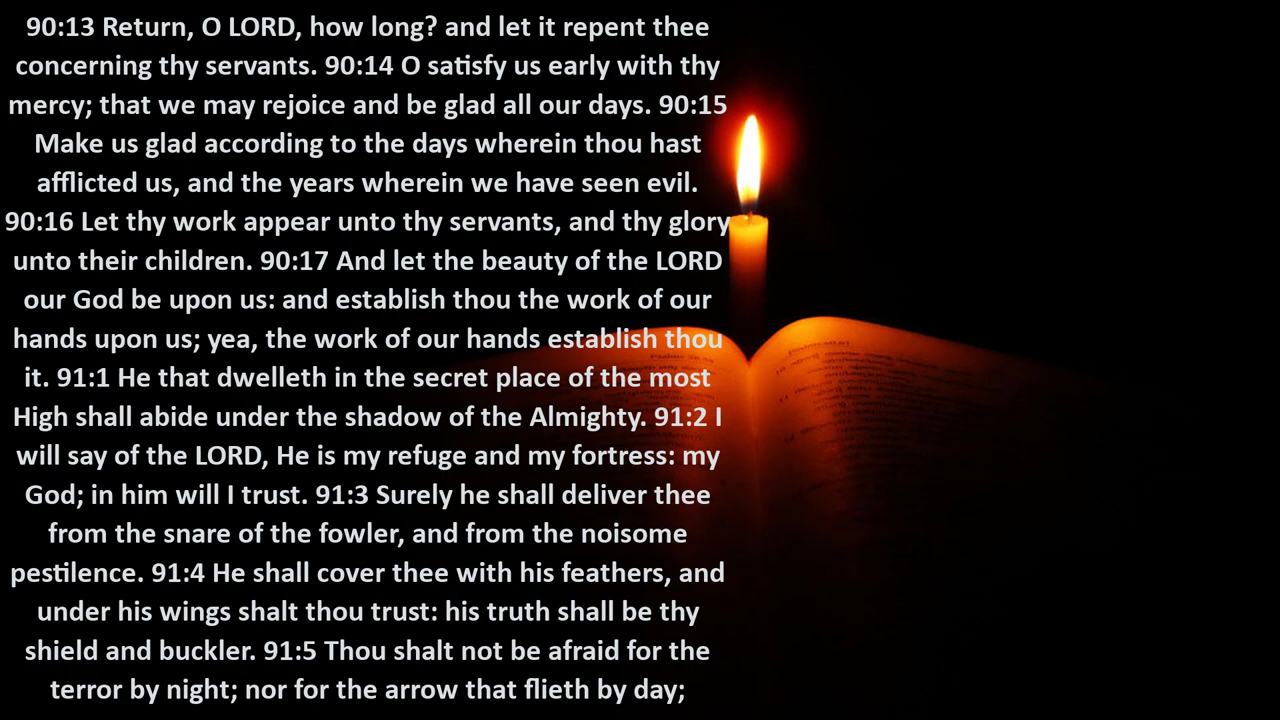 90:13 Return, O LORD, how long? and let it repent thee
concerning thy servants. 90:14 O satisfy us early with thy
mercy; that we may rejoice and be glad all our days. 90:15
Make us glad according to the days wherein thou hast
afflicted us, and the years wherein we have seen evil.
90:16 Let thy work appear unto thy servants, and thy glory
unto their children. 90:17 And let the beauty of the LORD
our God be upon us: and establish thou the work of our
hands upon us; yea, the work of our hands establish thou
it. 91:1 He that dwelleth in the secret place of the most
High shall abide under the shadow of the Almighty. 91:2 I
will say of the LORD, He is my refuge and my fortress: my
God; in him will I trust. 91:3 Surely he shall deliver thee
from the snare of the fowler, and from the noisome
pestilence. 91:4 He shall cover thee with his feathers, and
under his wings shalt thou trust: his truth shall be thy
shield and buckler. 91:5 Thou shalt not be afraid for the
terror by night; nor for the arrow that flieth by day;